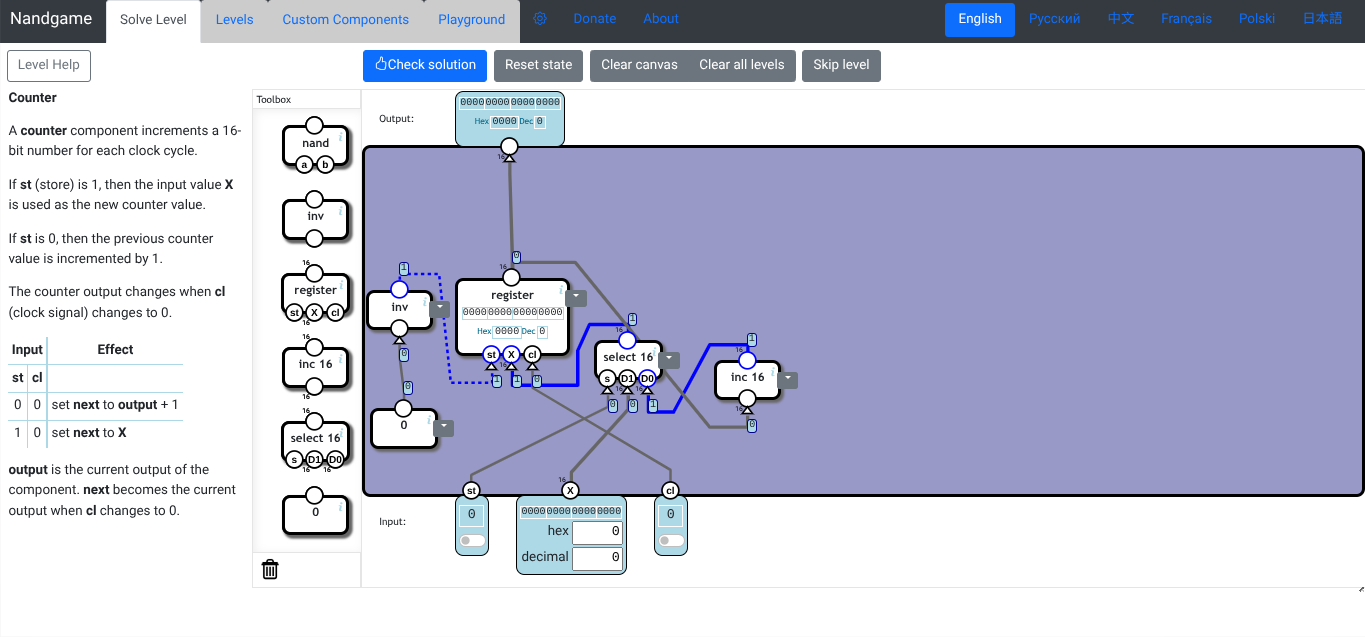 Nandgame
Solve Level
Levels
Custom Components
Playground
Donate
About
English
Русский
中文
Français
Polski
日本語
Level Help
Check solution
Reset state
Clear canvas
Clear all levels
Skip level
Counter
A counter component increments a 16-
bit number for each clock cycle.
If st (store) is 1, then the input value X
is used as the new counter value.
If st is 0, then the previous counter
value is incremented by 1.
The counter output changes when cl
(clock signal) changes to 0.
Input Effect
st cl
0 0 set next to output + 1
1 0 set next to X
output is the current output of the
component. next becomes the current
output when cl changes to 0.
Toolbox
nand
i
a b
inv
i
16
register
i
st X cl
16
16
inc 16
i
16
16
select 16
i
s D1 D0
16 16
0
i
Output:
0000000000000000
Hex 0000 Dec 0
16
0
16
register
i
0000000000000000
Hex 0000 Dec 0
st X cl
16
1 1 0
1
inv
i
0
0
0
i
1
16
select 16
i
s D1 D0
16 16
0 0 1
1
16
inc 16
i
16
0
Input:
st
0
16
X
0000000000000000
hex 0
decimal 0
cl
0